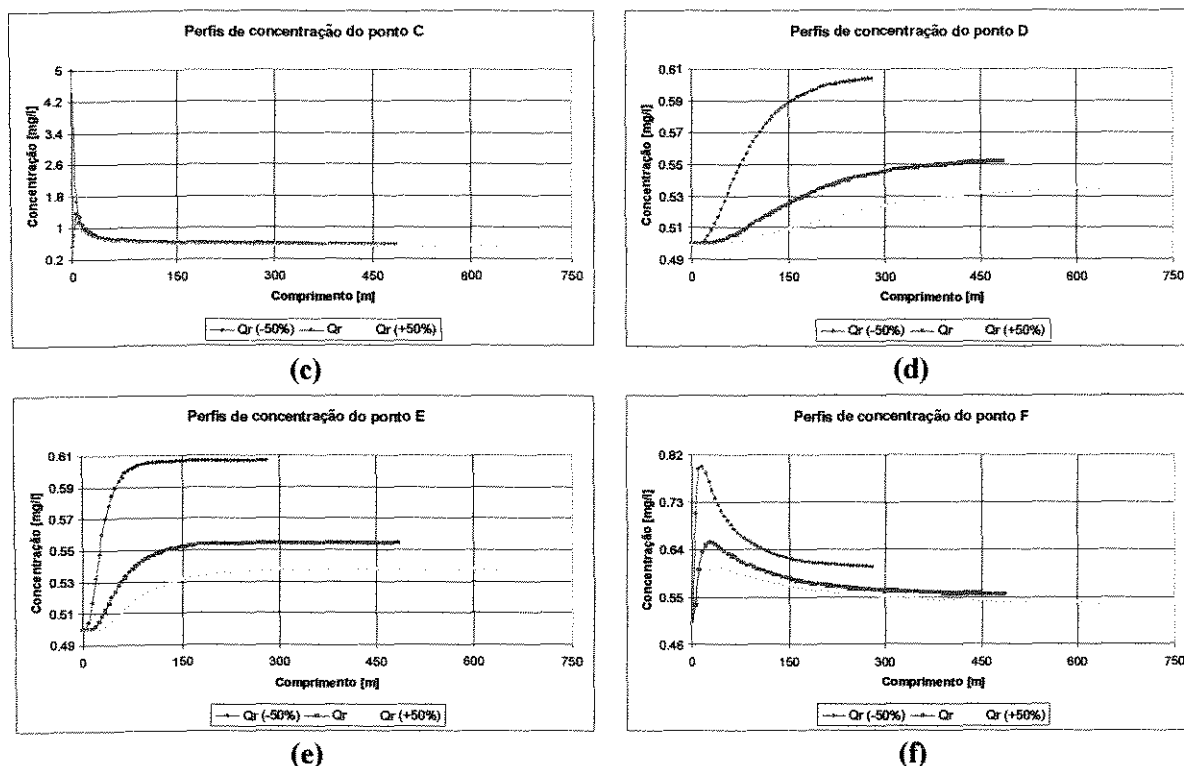 Perfis de concentração do ponto C
Concentração [mg/l]
5
4.2
3.4
2.6
1.8
1
0.2
0 150 300 450 600 750
Comprimento [m]
Qr (-50%) Qr Qr (+50%)
(c)
Perfis de concentração do ponto D
Concentração [mg/l]
0.61
0.59
0.57
0.55
0.53
0.51
0.49
0 150 300 450 600 750
Comprimento [m]
Qr (-50%) Qr Qr (+50%)
(d)
Perfis de concentração do ponto E
Concentração [mg/l]
0.61
0.59
0.57
0.55
0.53
0.51
0.49
0 150 300 450 600 750
Comprimento [m]
Qr (-50%) Qr Qr (+50%)
(e)
Perfis de concentração do ponto F
Concentração [mg/l]
0.82
0.73
0.64
0.55
0.46
0 150 300 450 600 750
Comprimento [m]
Qr (-50%) Qr Qr (+50%)
(f)